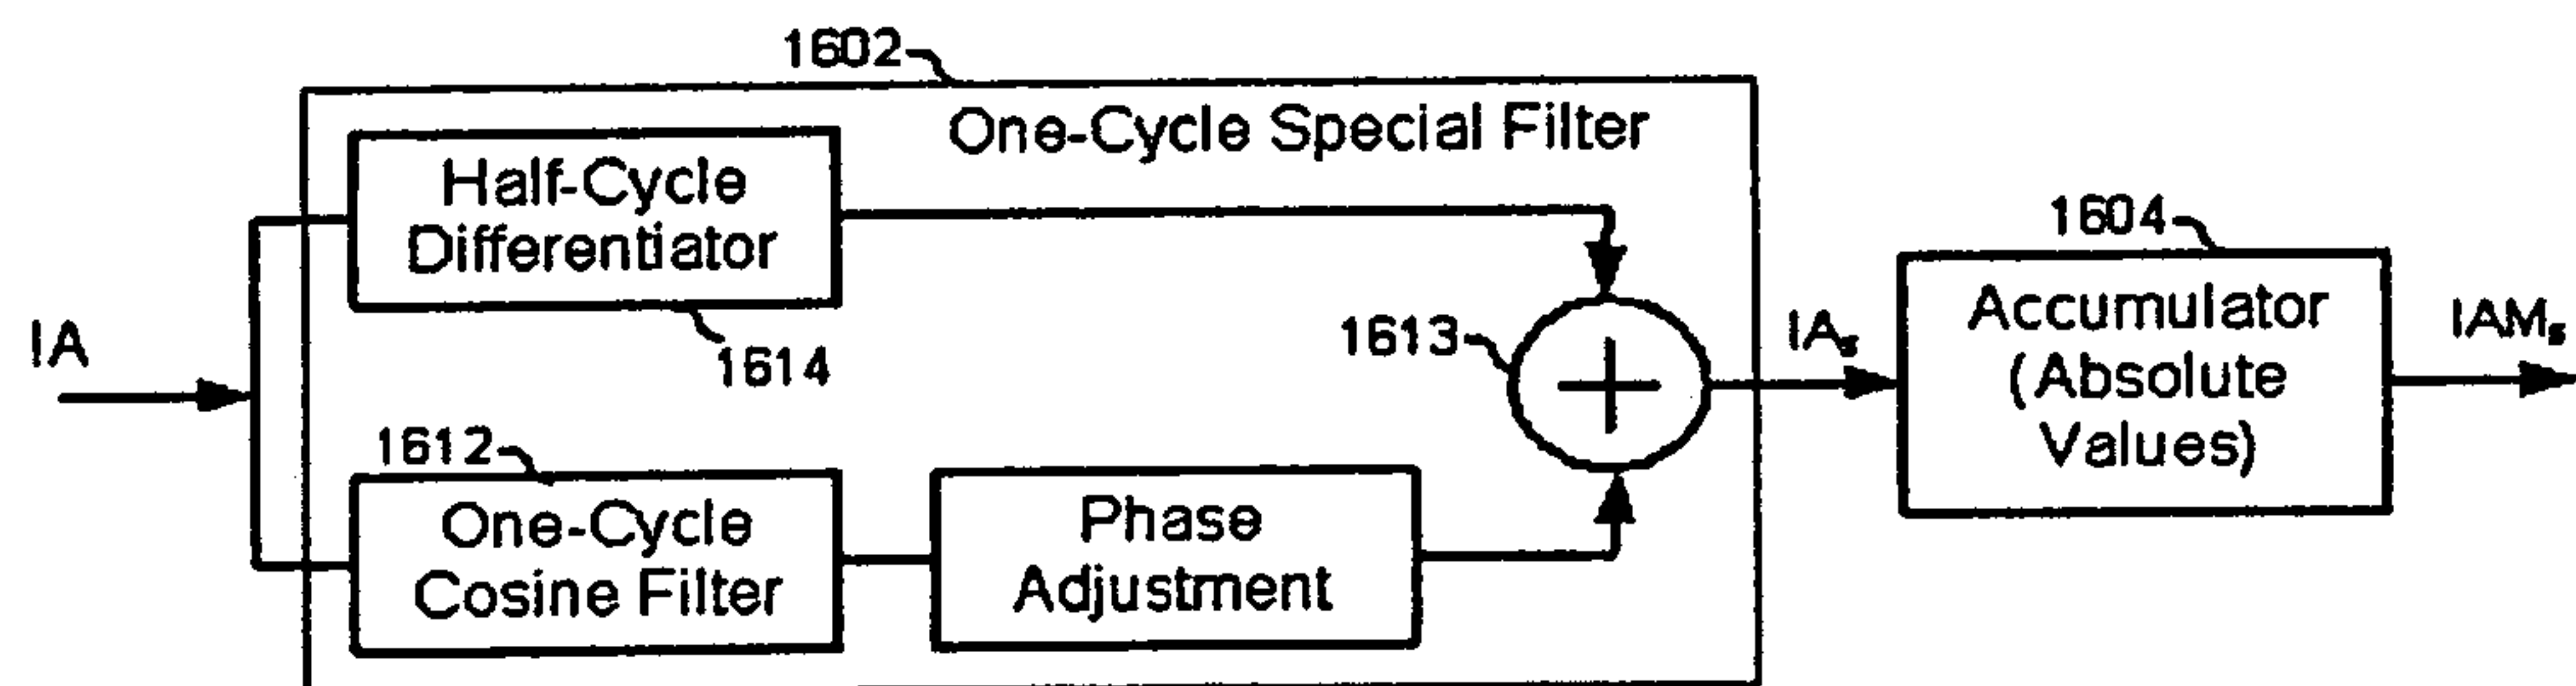 1602
One-Cycle Special Filter
Half-Cycle
Differentiator
1614
IA
1612
One-Cycle
Cosine Filter
Phase
Adjustment
1613
+
IAs
1604
Accumulator
(Absolute
Values)
IAMs